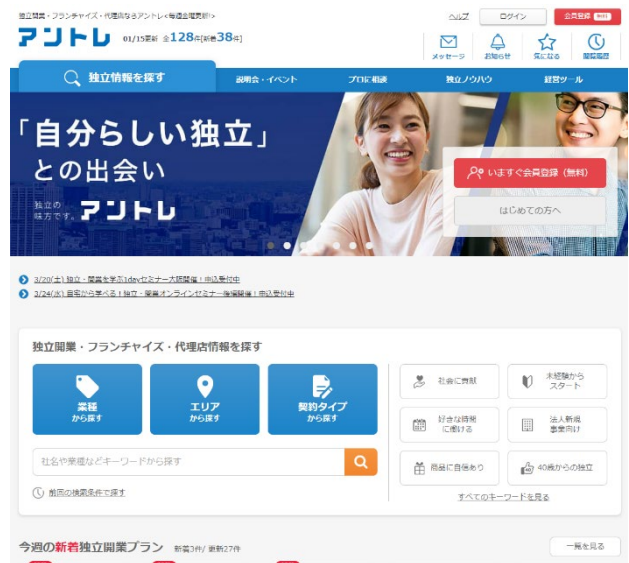 独立開業・フランチャイズ・代理店ならアントレ<毎週金曜更新!>
ヘルプ
ログイン
会員登録 無料
アントレ
01/15更新 全128件[新着38件]
メッセージ
お知らせ
気になる
閲覧履歴
独立情報を探す
説明会・イベント
プロに相談
独立ノウハウ
経営ツール
「自分らしい独立」
との出会い
独立の
味方です。 アントレ
いますぐ会員登録（無料）
はじめての方へ
3/20(土) 独立・開業を学ぶ1dayセミナー大阪開催！申込受付中
3/24(水) 自宅から学べる！独立・開業オンラインセミナー後編開催！申込受付中
独立開業・フランチャイズ・代理店情報を探す
業種
から探す
エリア
から探す
契約タイプ
から探す
社名や業種などキーワードから探す
前回の検索条件で探す
社会に貢献
未経験から
スタート
好きな時間
に働ける
法人新規
事業向け
商品に自信あり
40歳からの独立
すべてのキーワードを見る
今週の新着独立開業プラン 新着3件/ 更新27件
一覧を見る